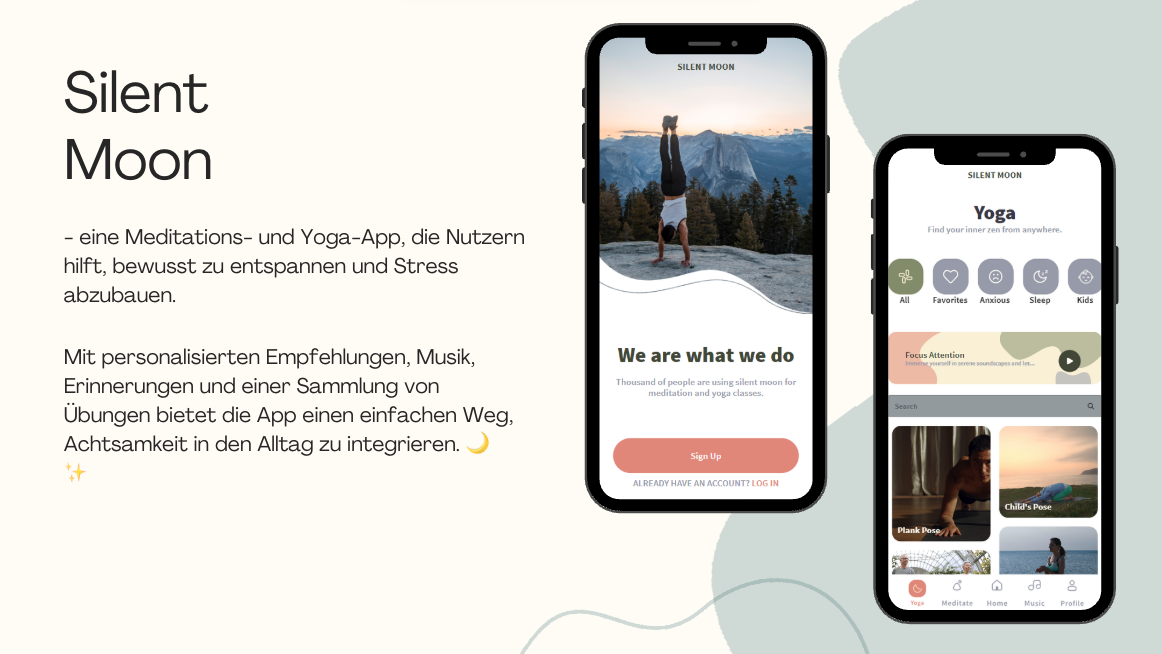 Silent
Moon
- eine Meditations- und Yoga-App, die Nutzern
hilft, bewusst zu entspannen und Stress
abzubauen.
Mit personalisierten Empfehlungen, Musik,
Erinnerungen und einer Sammlung von
Übungen bietet die App einen einfachen Weg,
Achtsamkeit in den Alltag zu integrieren. 🌙
✨
SILENT MOON
We are what we do
Thousand of people are using silent moon for
meditation and yoga classes.
Sign Up
ALREADY HAVE AN ACCOUNT? LOG IN
SILENT MOON
Yoga
Find your inner zen from anywhere.
All Favorites Anxious Sleep Kids
Focus Attention
Immerse yourself in serene soundscapes and let...
Search
Plank Pose
Child's Pose
Yoga Meditate Home Music Profile